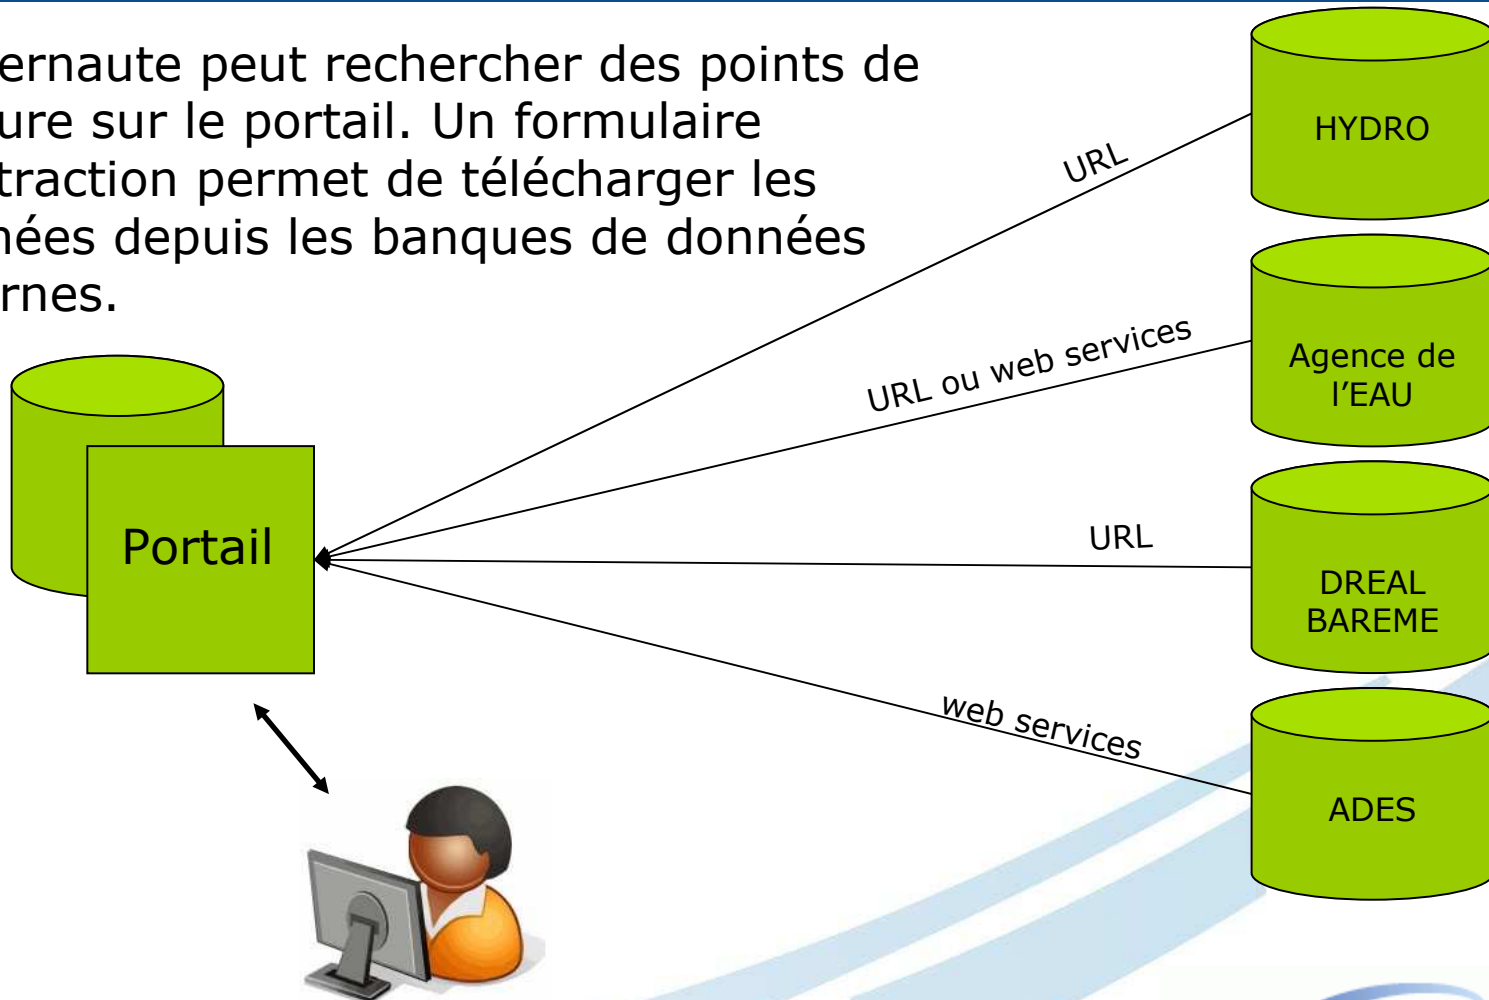 ernaute peut rechercher des points de
ure sur le portail. Un formulaire
traction permet de télécharger les
nées depuis les banques de données
rnes.
HYDRO
URL
URL ou web services
Agence de
l’EAU
Portail
URL
DREAL
BAREME
web services
ADES